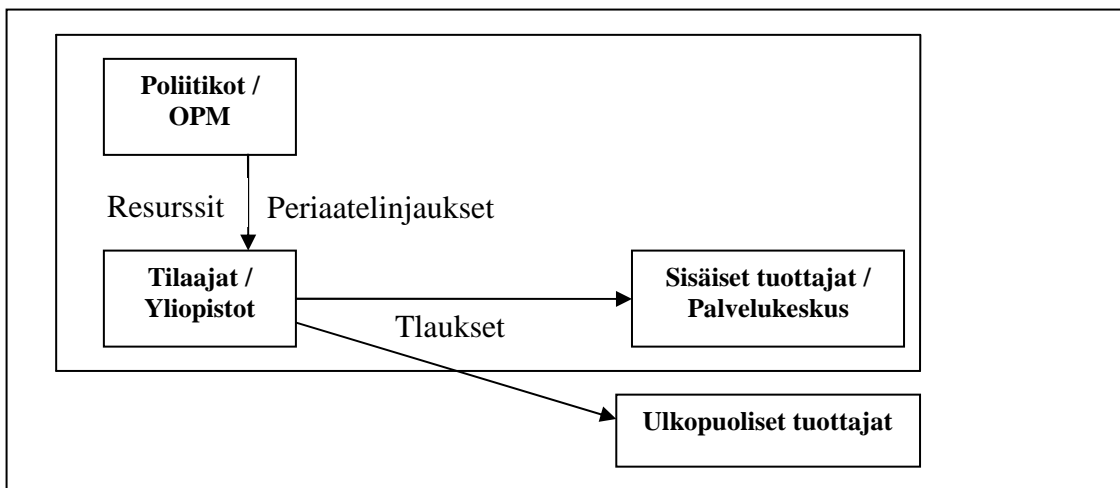 Poliitikot /
OPM
Resurssit Periaatelinjaukset
Tilaajat /
Yliopistot
Sisäiset tuottajat /
Palvelukeskus
Tlaukset
Ulkopuoliset tuottajat